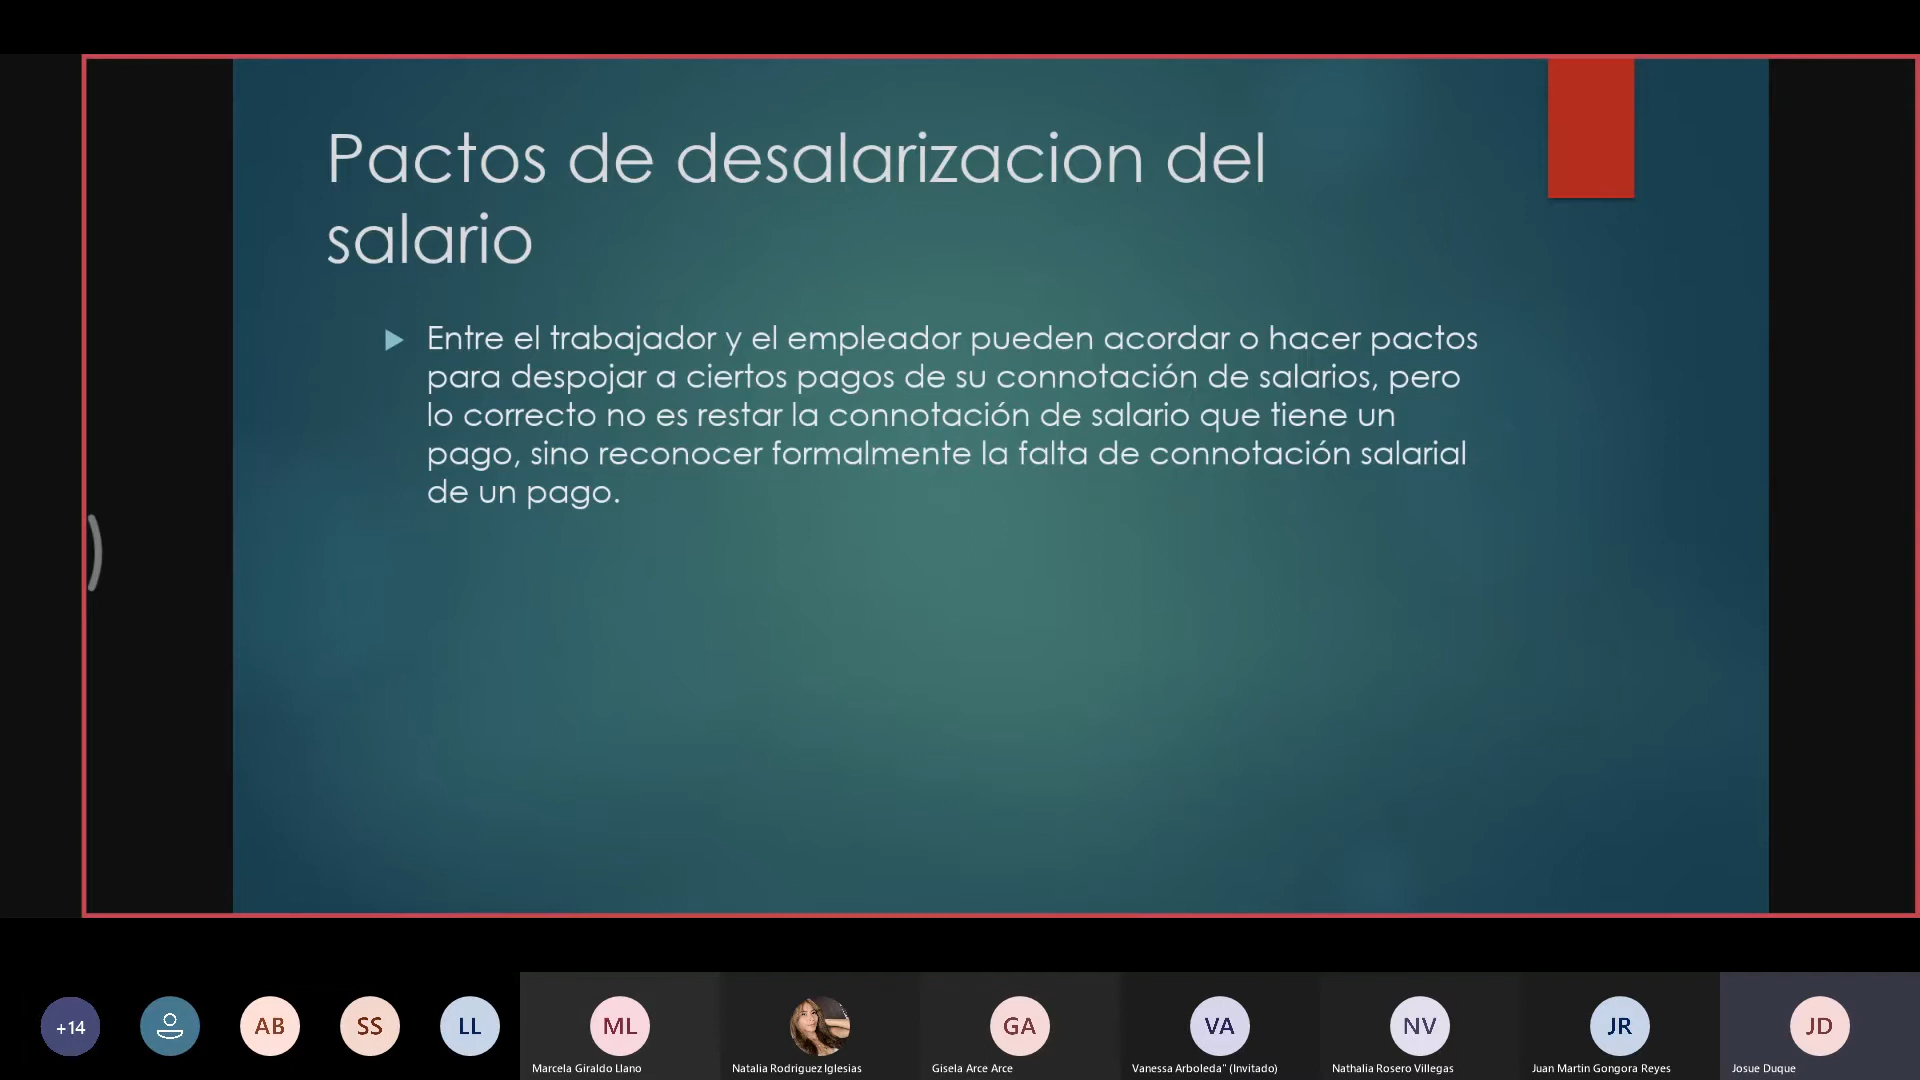 Pactos de desalarizacion del
salario
Entre el trabajador y el empleador pueden acordar o hacer pactos
para despojar a ciertos pagos de su connotación de salarios, pero
lo correcto no es restar la connotación de salario que tiene un
pago, sino reconocer formalmente la falta de connotación salarial
de un pago.
+14
AB
SS
LL
ML
GA
VA
NV
JR
JD
Marcela Giraldo Llano
Natalia Rodriguez Iglesias
Gisela Arce Arce
Vanessa Arboleda" (Invitado)
Nathalia Rosero Villegas
Juan Martin Gongora Reyes
Josue Duque